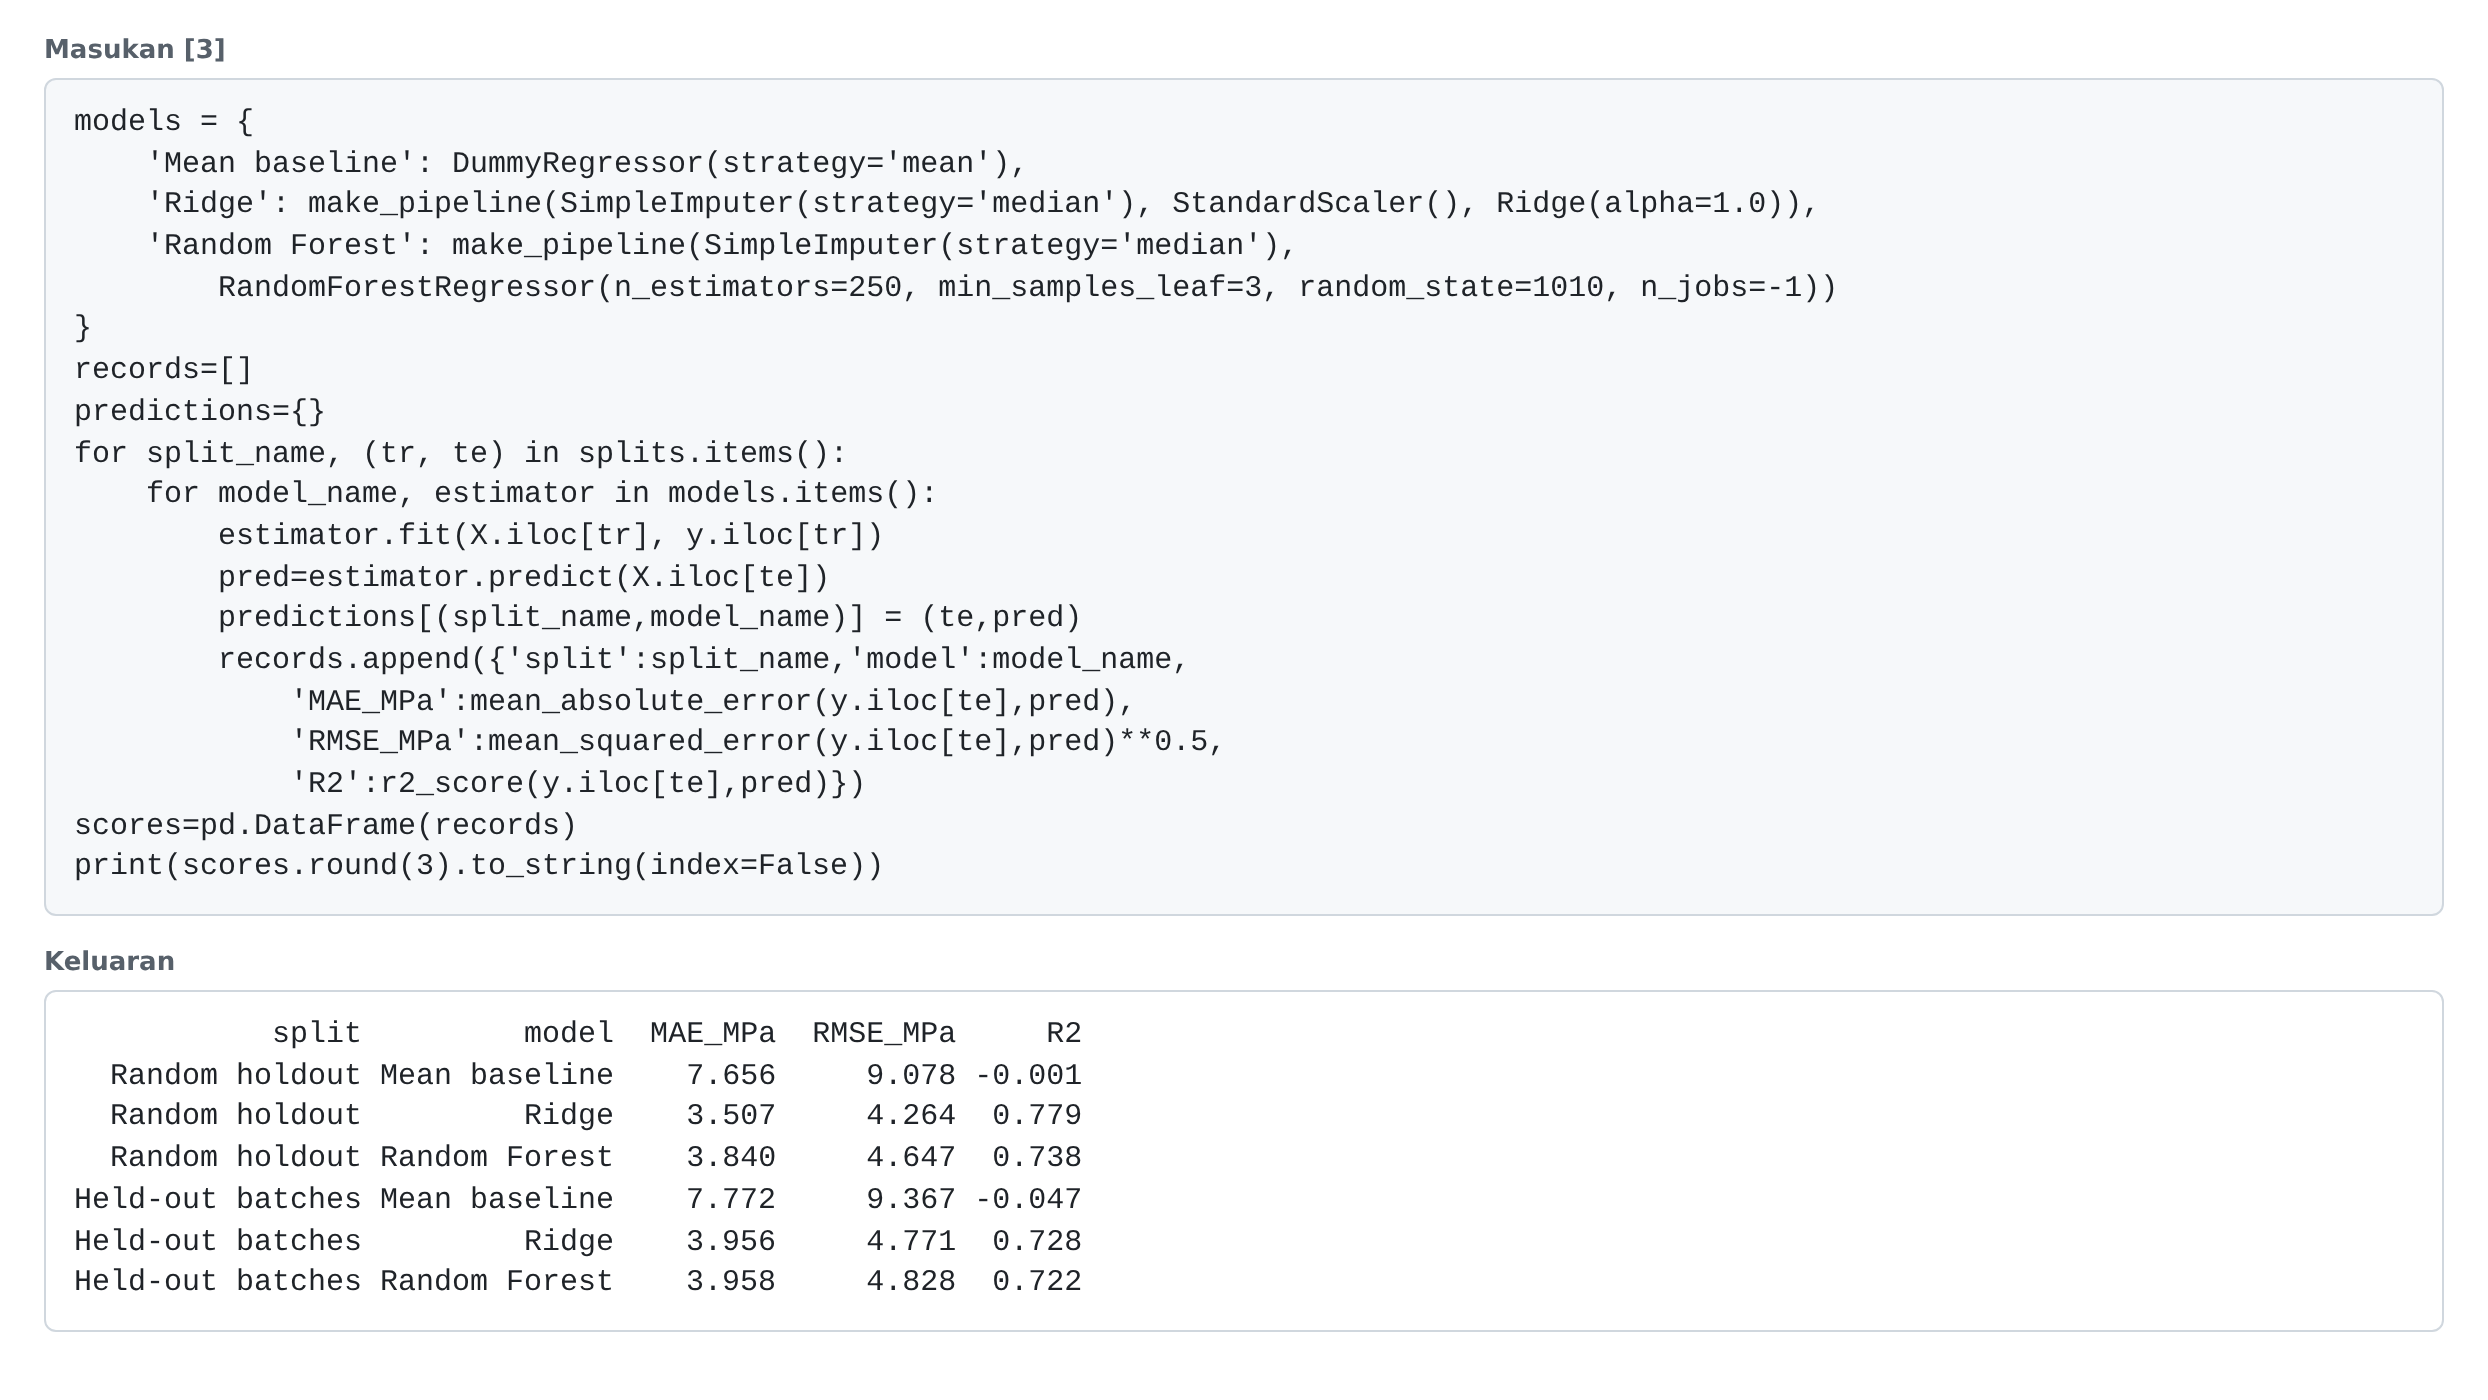 Masukan [3]
models = {
    'Mean baseline': DummyRegressor(strategy='mean'),
    'Ridge': make_pipeline(SimpleImputer(strategy='median'), StandardScaler(), Ridge(alpha=1.0)),
    'Random Forest': make_pipeline(SimpleImputer(strategy='median'),
        RandomForestRegressor(n_estimators=250, min_samples_leaf=3, random_state=1010, n_jobs=-1))
}
records=[]
predictions={}
for split_name, (tr, te) in splits.items():
    for model_name, estimator in models.items():
        estimator.fit(X.iloc[tr], y.iloc[tr])
        pred=estimator.predict(X.iloc[te])
        predictions[(split_name,model_name)] = (te,pred)
        records.append({'split':split_name,'model':model_name,
            'MAE_MPa':mean_absolute_error(y.iloc[te],pred),
            'RMSE_MPa':mean_squared_error(y.iloc[te],pred)**0.5,
            'R2':r2_score(y.iloc[te],pred)})
scores=pd.DataFrame(records)
print(scores.round(3).to_string(index=False))
Keluaran
           split         model  MAE_MPa  RMSE_MPa     R2
  Random holdout Mean baseline    7.656     9.078 -0.001
  Random holdout         Ridge    3.507     4.264  0.779
  Random holdout Random Forest    3.840     4.647  0.738
Held-out batches Mean baseline    7.772     9.367 -0.047
Held-out batches         Ridge    3.956     4.771  0.728
Held-out batches Random Forest    3.958     4.828  0.722